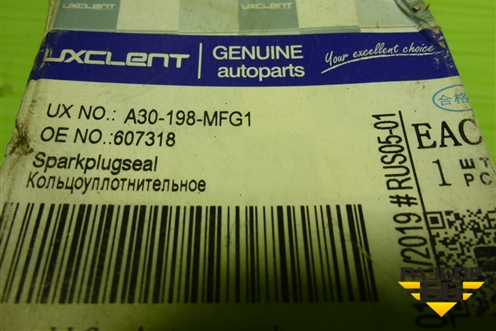 UXCLENT
GENUINE
autoparts
Your excellent choice
UX NO.: A30-198-MFG1
OE NO.:607318
Sparkplugseal
Кольцоуплотнительное
合格
EAC
1 ШТ
PC
/2019#RUS05-01